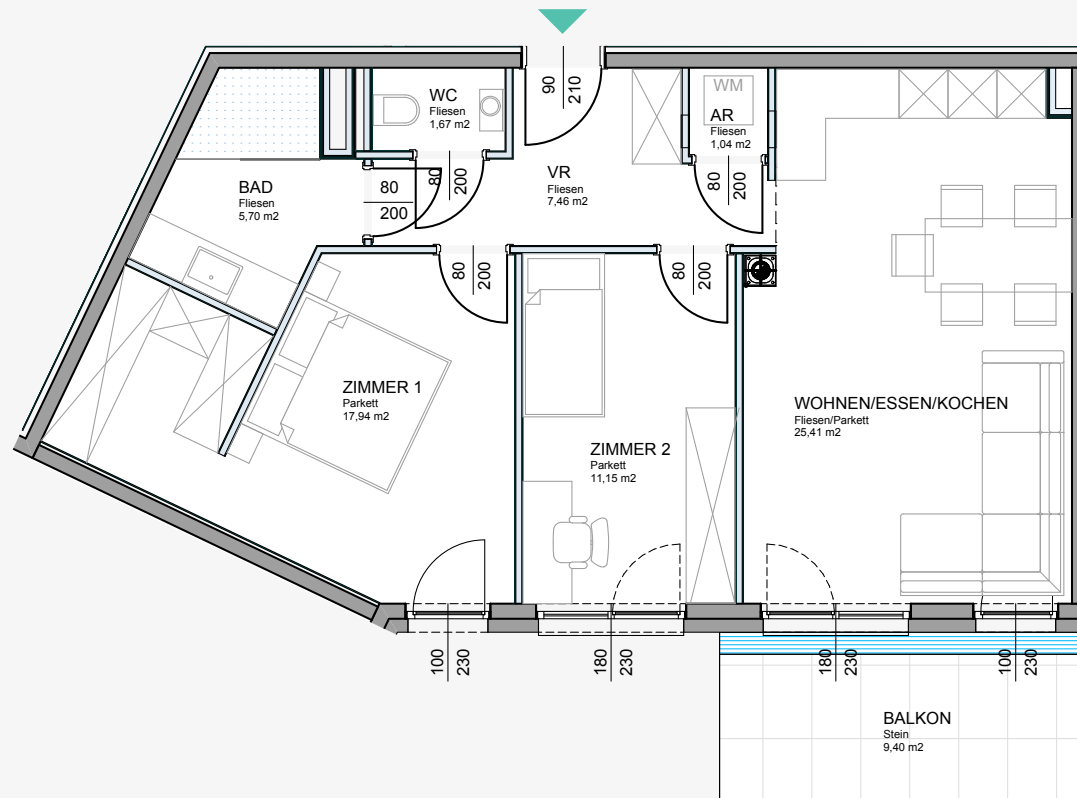 90
210
WC
Fliesen
1,67 m2
WM
AR
Fliesen
1,04 m2
VR
Fliesen
7,46 m2
80
200
80
200
80
200
BAD
Fliesen
5,70 m2
80
200
80
200
ZIMMER 1
Parkett
17,94 m2
WOHNEN/ESSEN/KOCHEN
Fliesen/Parkett
25,41 m2
ZIMMER 2
Parkett
11,15 m2
100
230
180
230
180
230
100
230
BALKON
Stein
9,40 m2